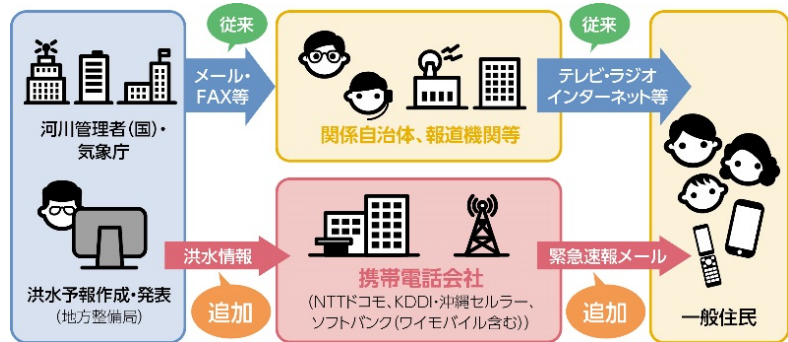 従来
従来
メール・
FAX等
テレビ・ラジオ
インターネット等
河川管理者(国)・
気象庁
関係自治体、報道機関等
洪水情報
緊急速報メール
携帯電話会社
(NTTドコモ、KDDI・沖縄セルラー、
ソフトバンク(ワイモバイル含む))
洪水予報作成・発表
(地方整備局)
追加
追加
一般住民